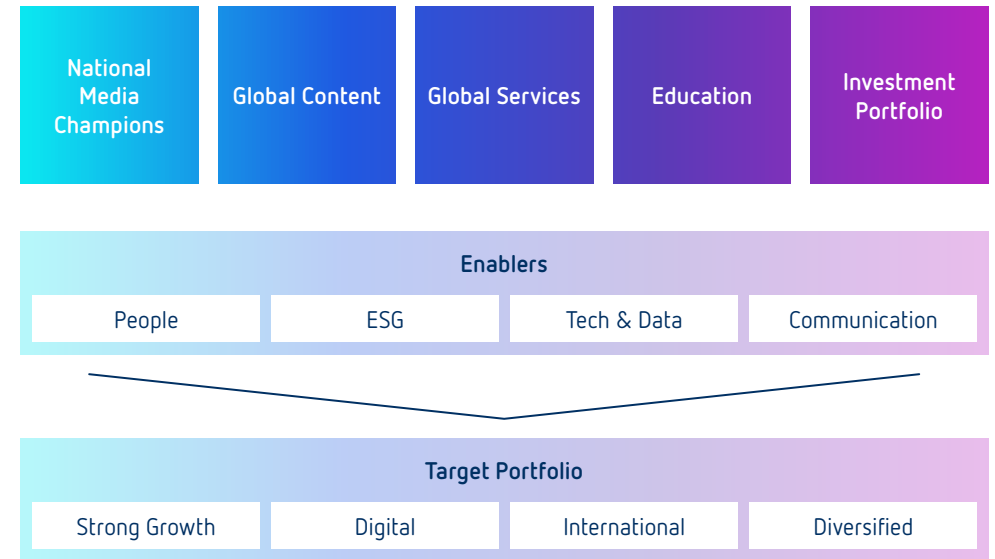 National
Media
Champions
Global Content
Global Services
Education
Investment
Portfolio
Enablers
People
ESG
Tech & Data
Communication
Target Portfolio
Strong Growth
Digital
International
Diversified